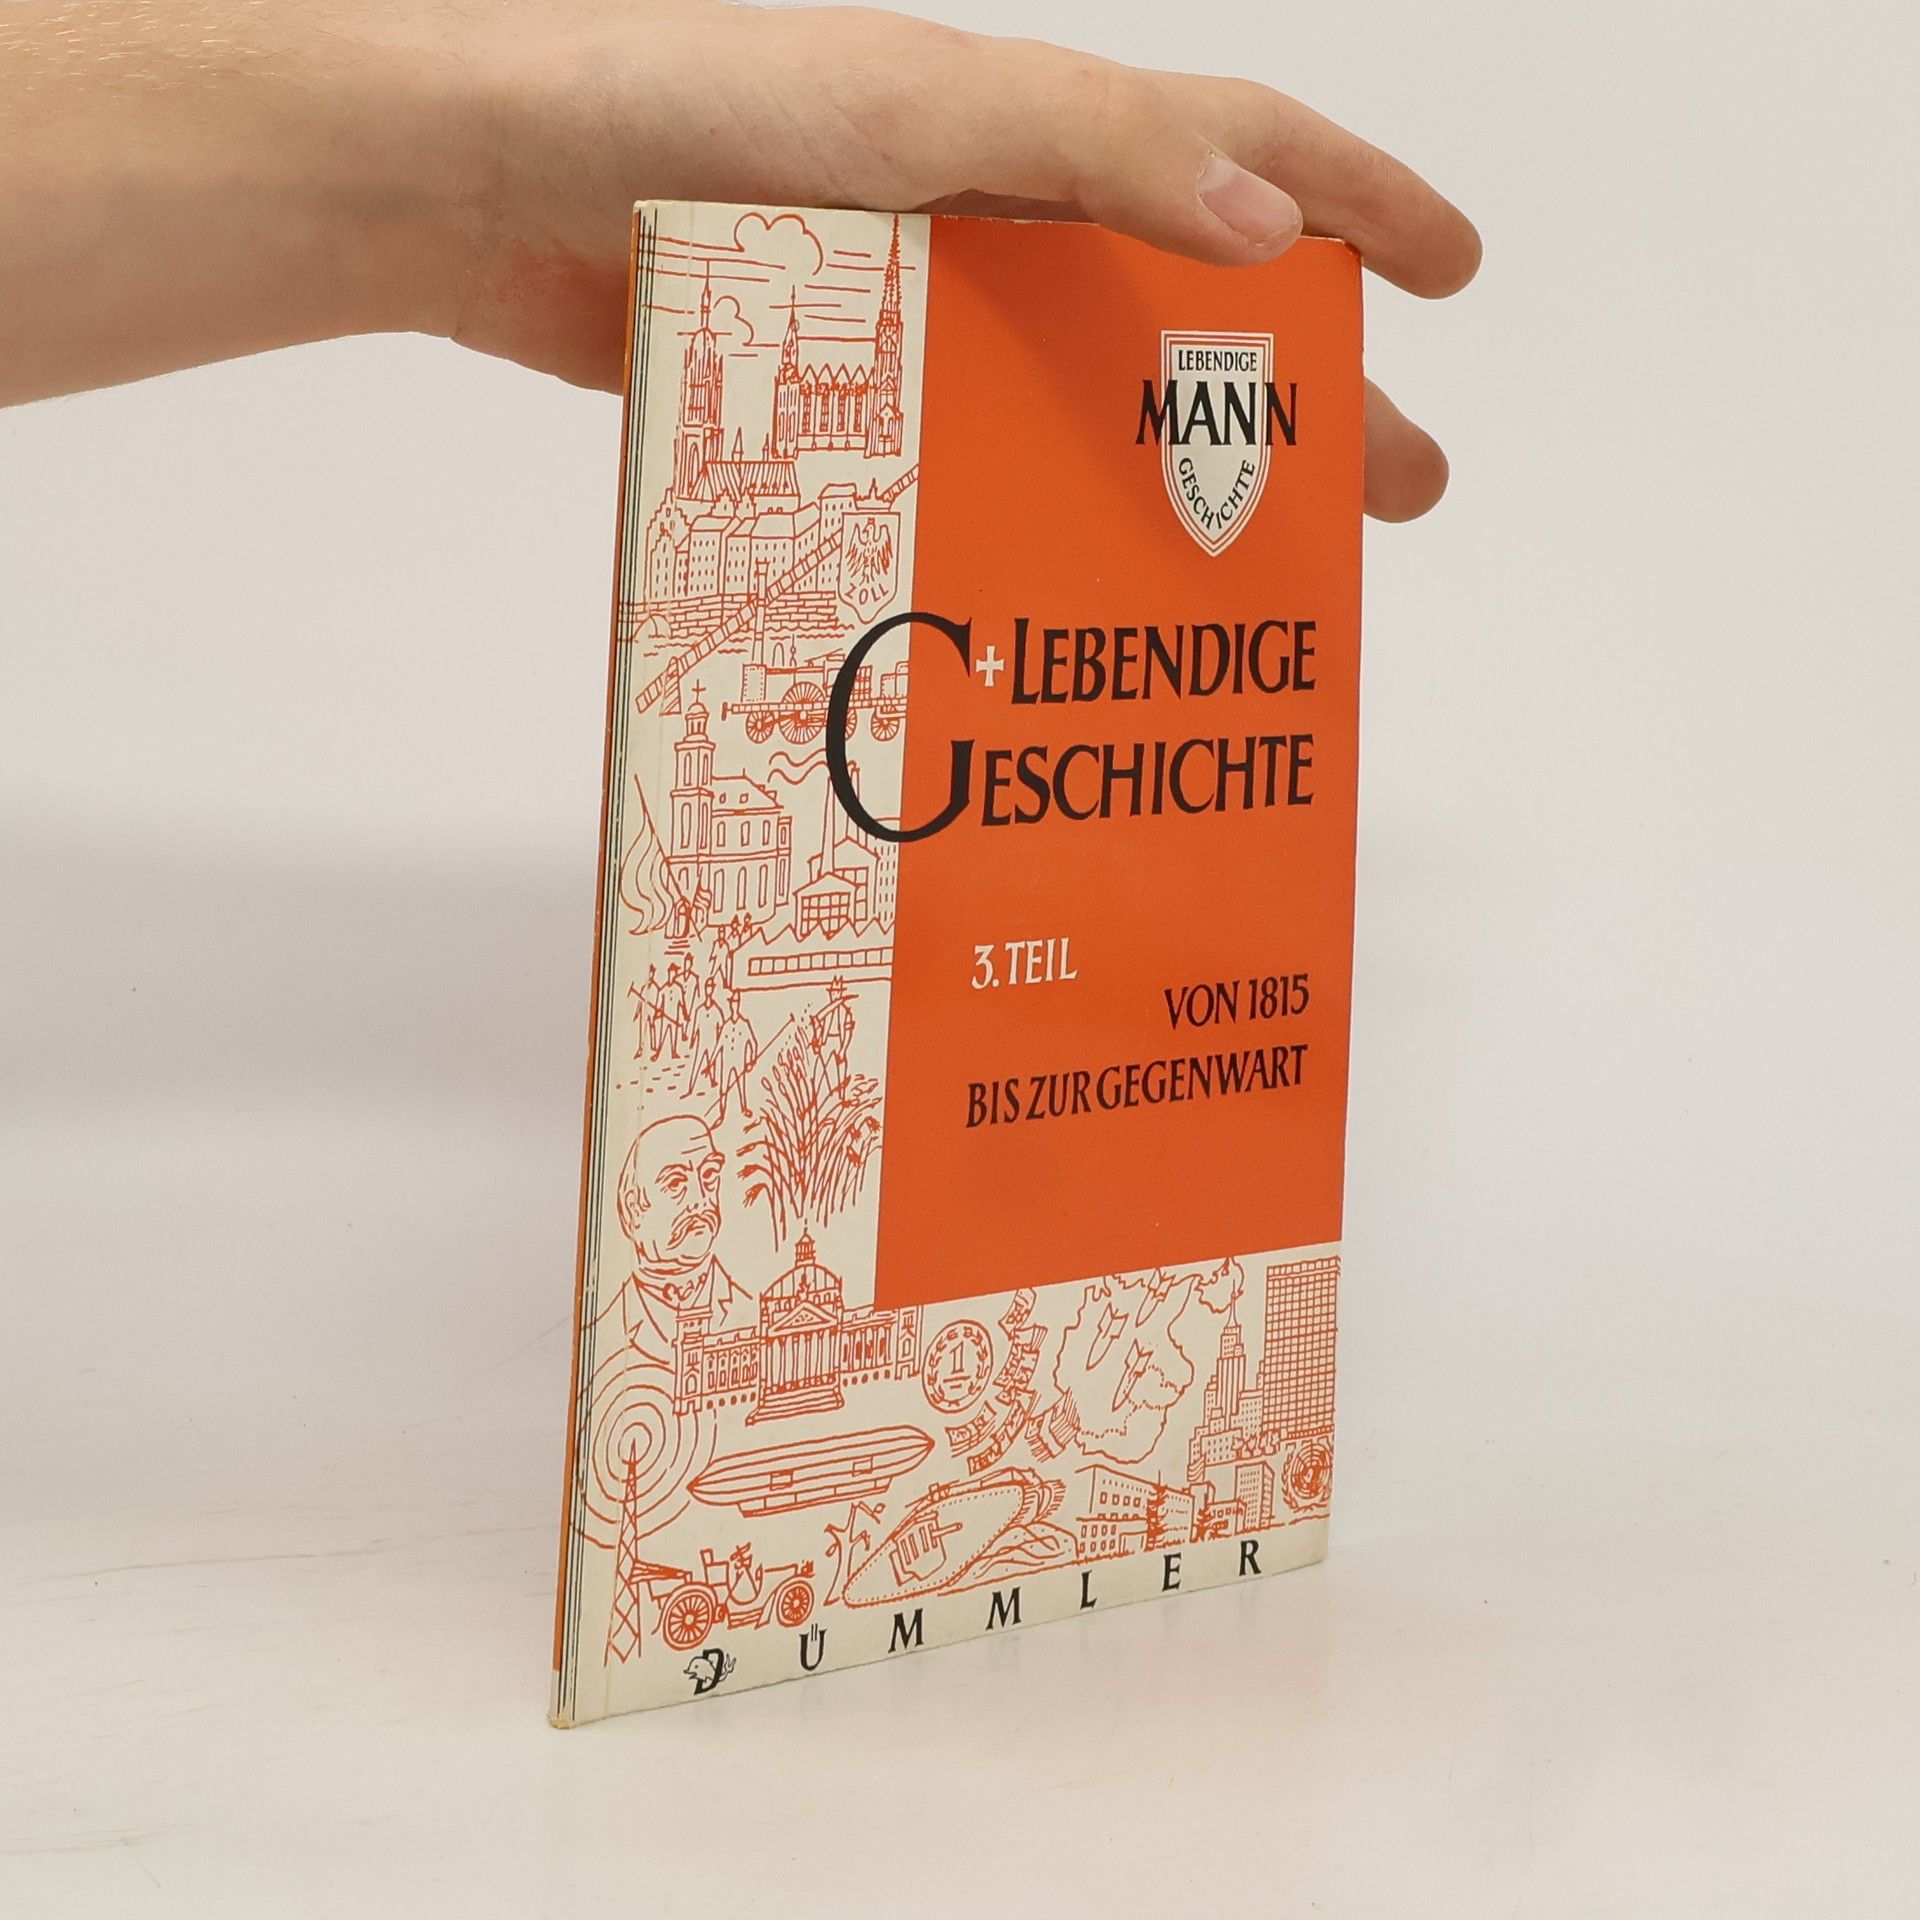 LEBENDIGE
MANN
GESCHICHTE
ZOLL
LEBENDIGE
GESCHICHTE
3. TEIL
VON 1815
BIS ZUR GEGENWART
1
DÜMMLER